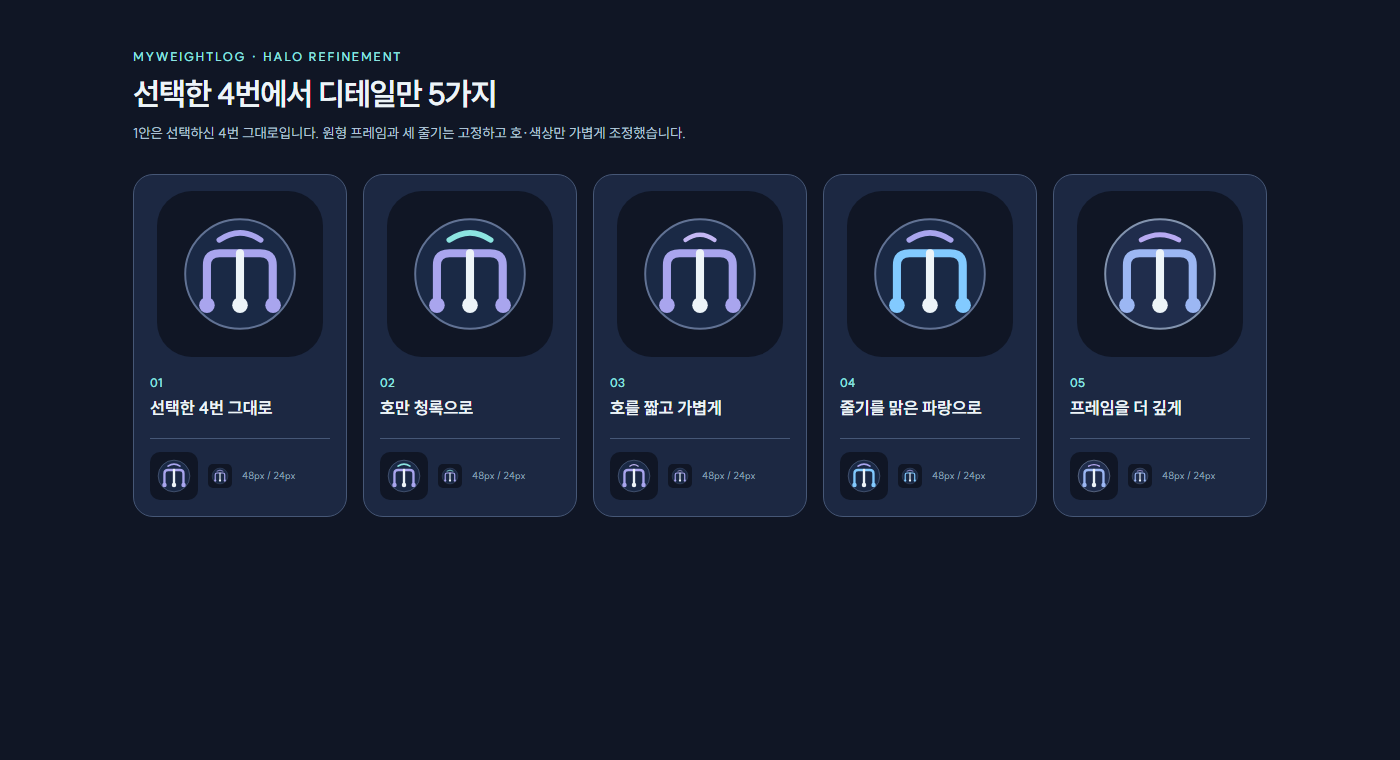 MYWEIGHTLOG · HALO REFINEMENT
선택한 4번에서 디테일만 5가지
1안은 선택하신 4번 그대로입니다. 원형 프레임과 세 줄기는 고정하고 호·색상만 가볍게 조정했습니다.
01
선택한 4번 그대로
48px / 24px
02
호만 청록으로
48px / 24px
03
호를 짧고 가볍게
48px / 24px
04
줄기를 맑은 파랑으로
48px / 24px
05
프레임을 더 깊게
48px / 24px